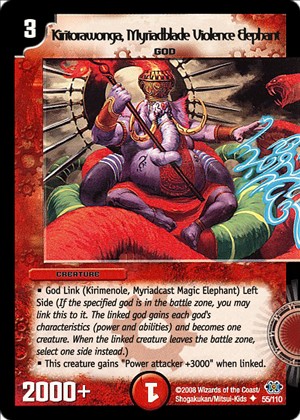 3
Kiritorawonga, Myriadblade Violence Elephant
GOD
CREATURE
■ God Link (Kirimenole, Myriadcast Magic Elephant) Left
Side (If the specified god is in the battle zone, you may
link this to it. The linked god gains each god's
characteristics (power and abilities) and becomes one
creature. When the linked creature leaves the battle zone,
select one side instead.)
■ This creature gains "Power attacker +3000" when linked.
2000+
1
©2008 Wizards of the Coast/
Shogakukan/Mitsui-Kids ♦ 55/110